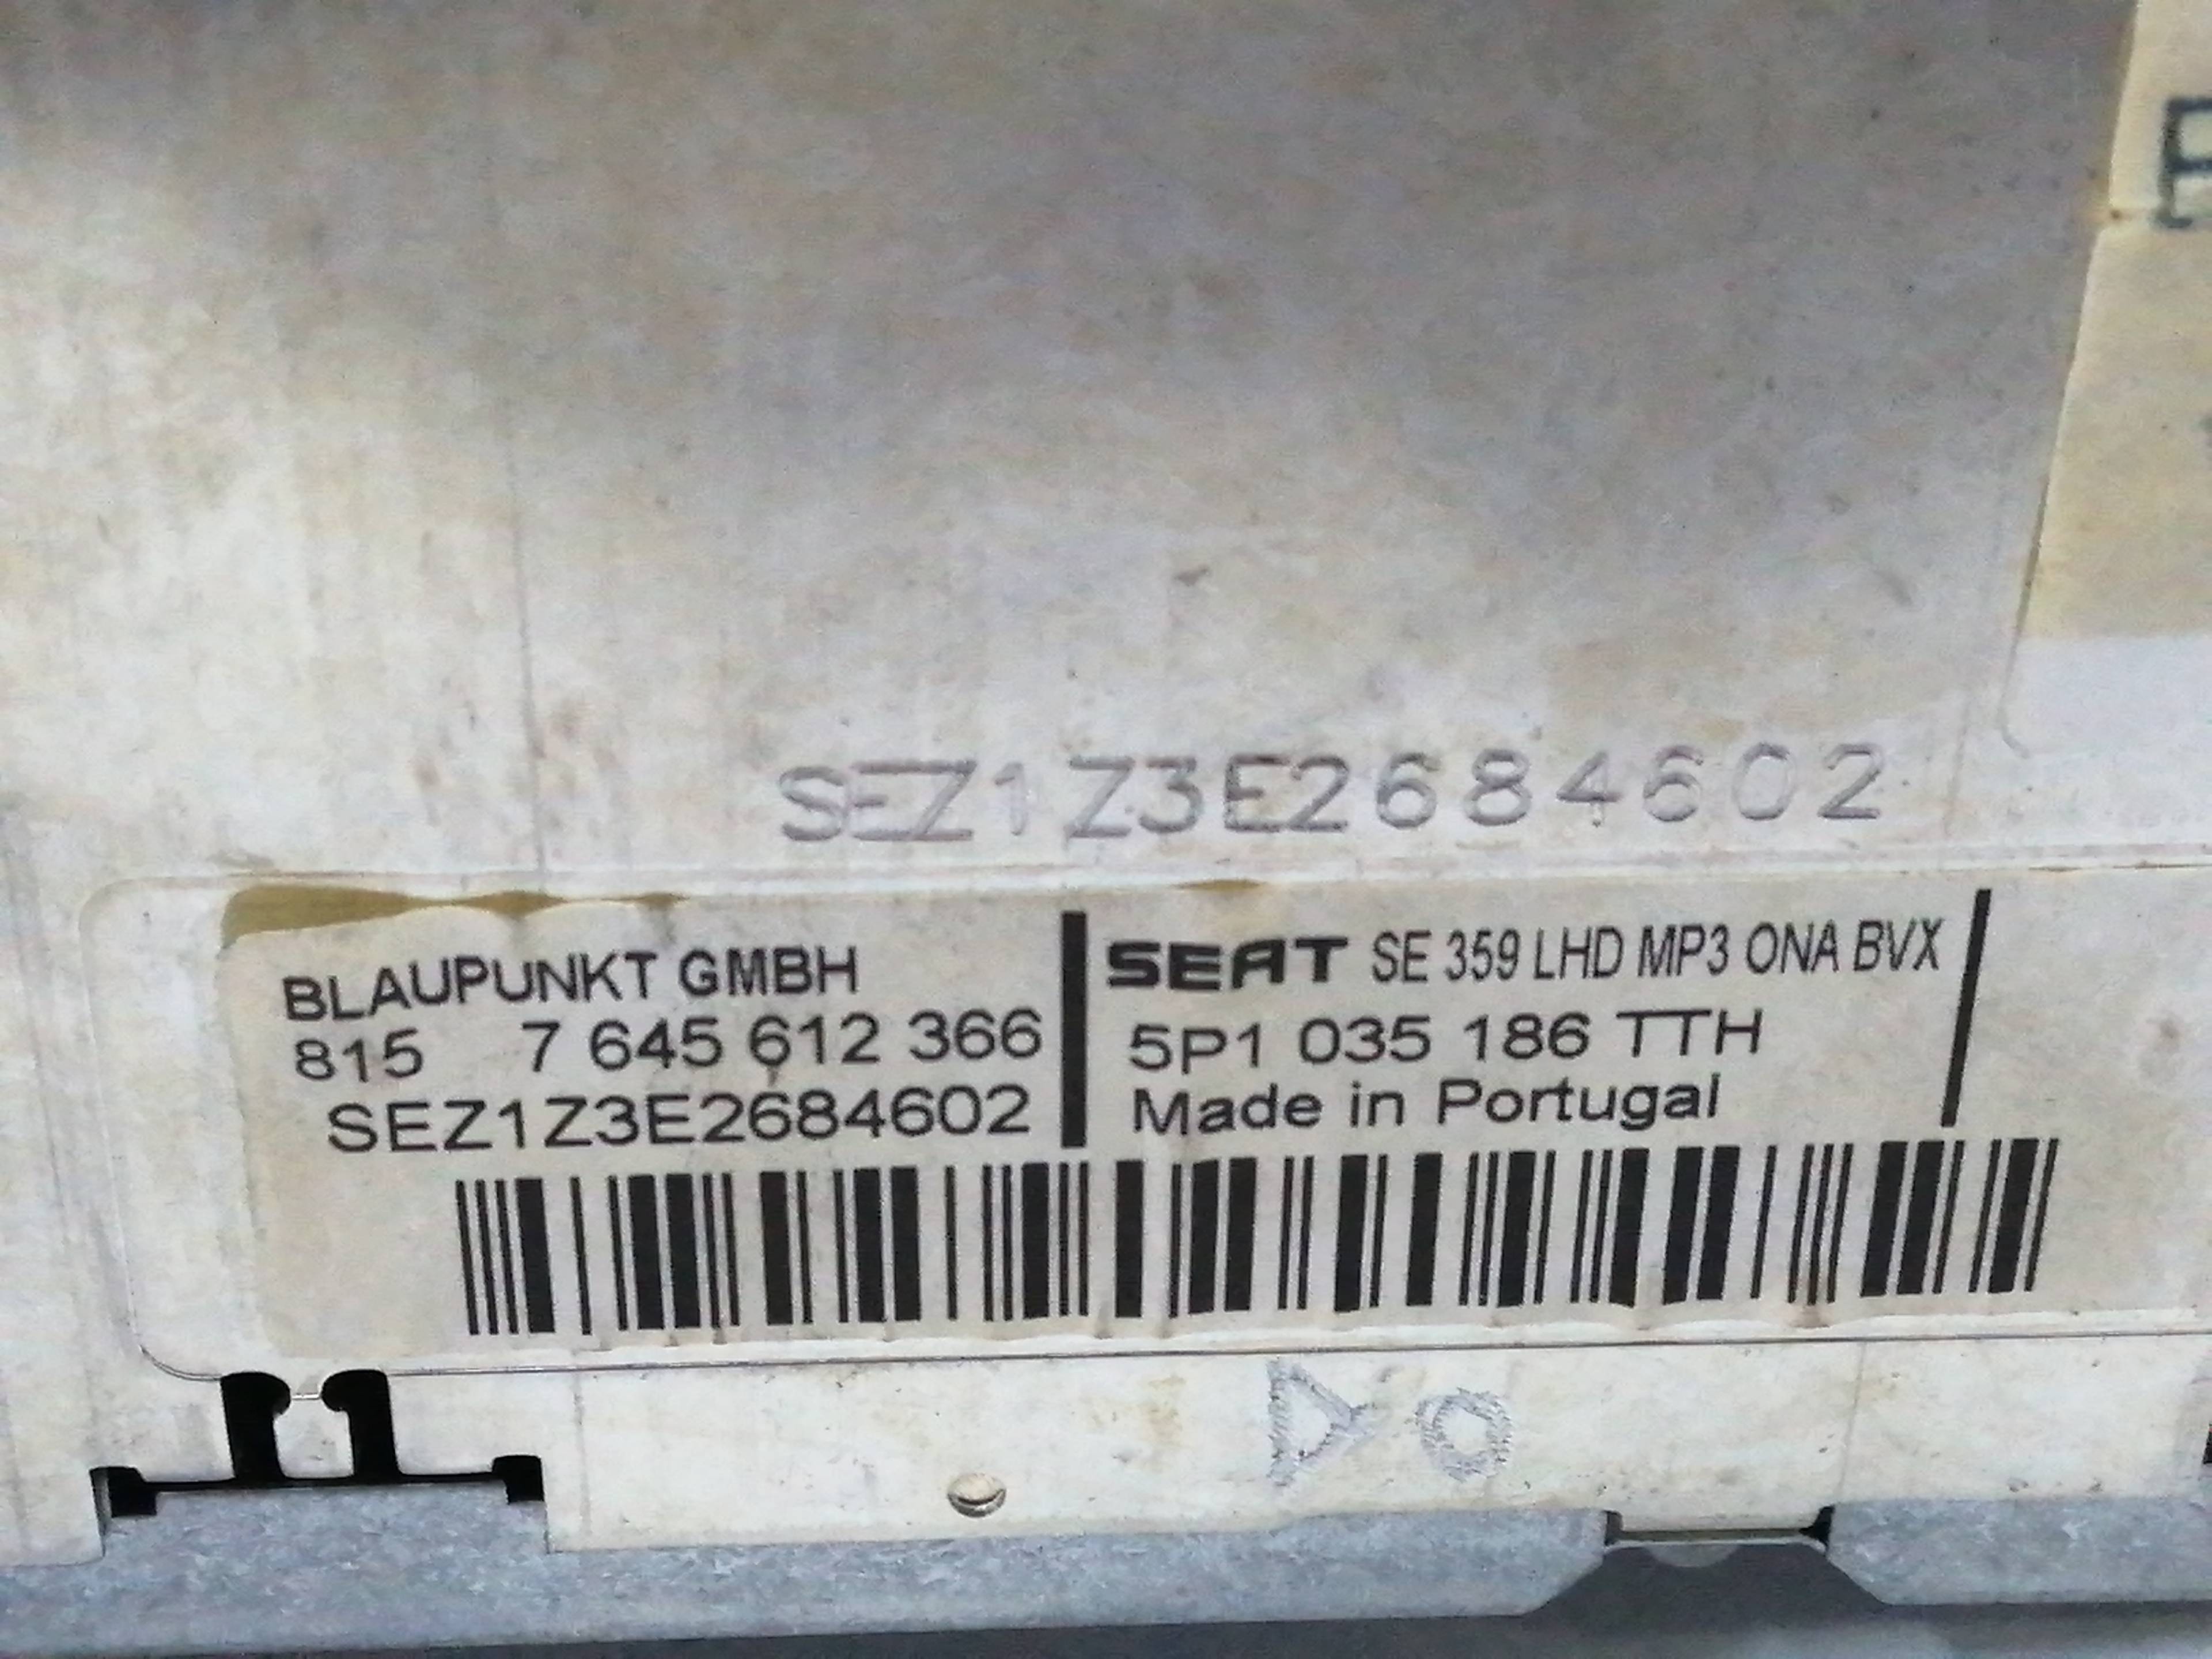 SEZ1Z3E2684602
BLAUPUNKT GMBH
815 7 645 612 366
SEZ1Z3E2684602
SEAT SE 359 LHD MP3 ONA BVX
5P1 035 186 TTH
Made in Portugal